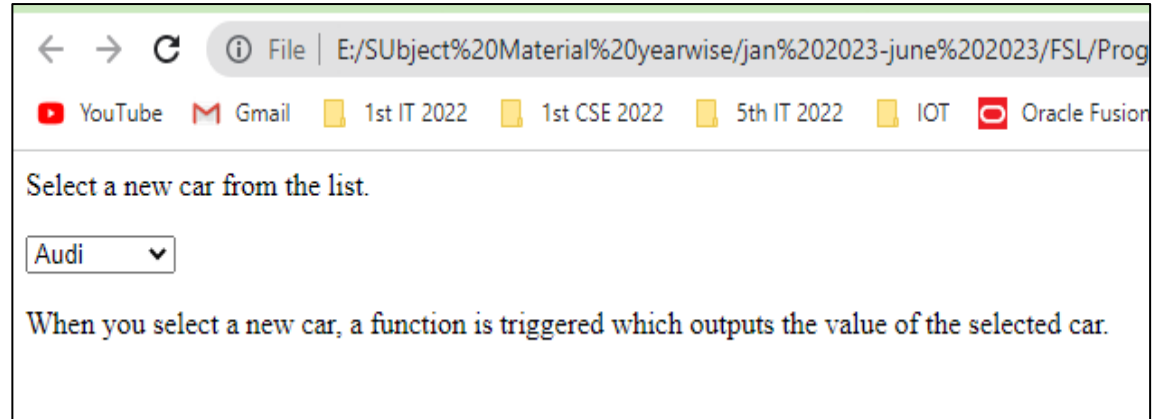 File | E:/SUbject%20Material%20yearwise/jan%202023-june%202023/FSL/Prog
YouTube Gmail 1st IT 2022 1st CSE 2022 5th IT 2022 IOT Oracle Fusion
Select a new car from the list.
Audi
When you select a new car, a function is triggered which outputs the value of the selected car.